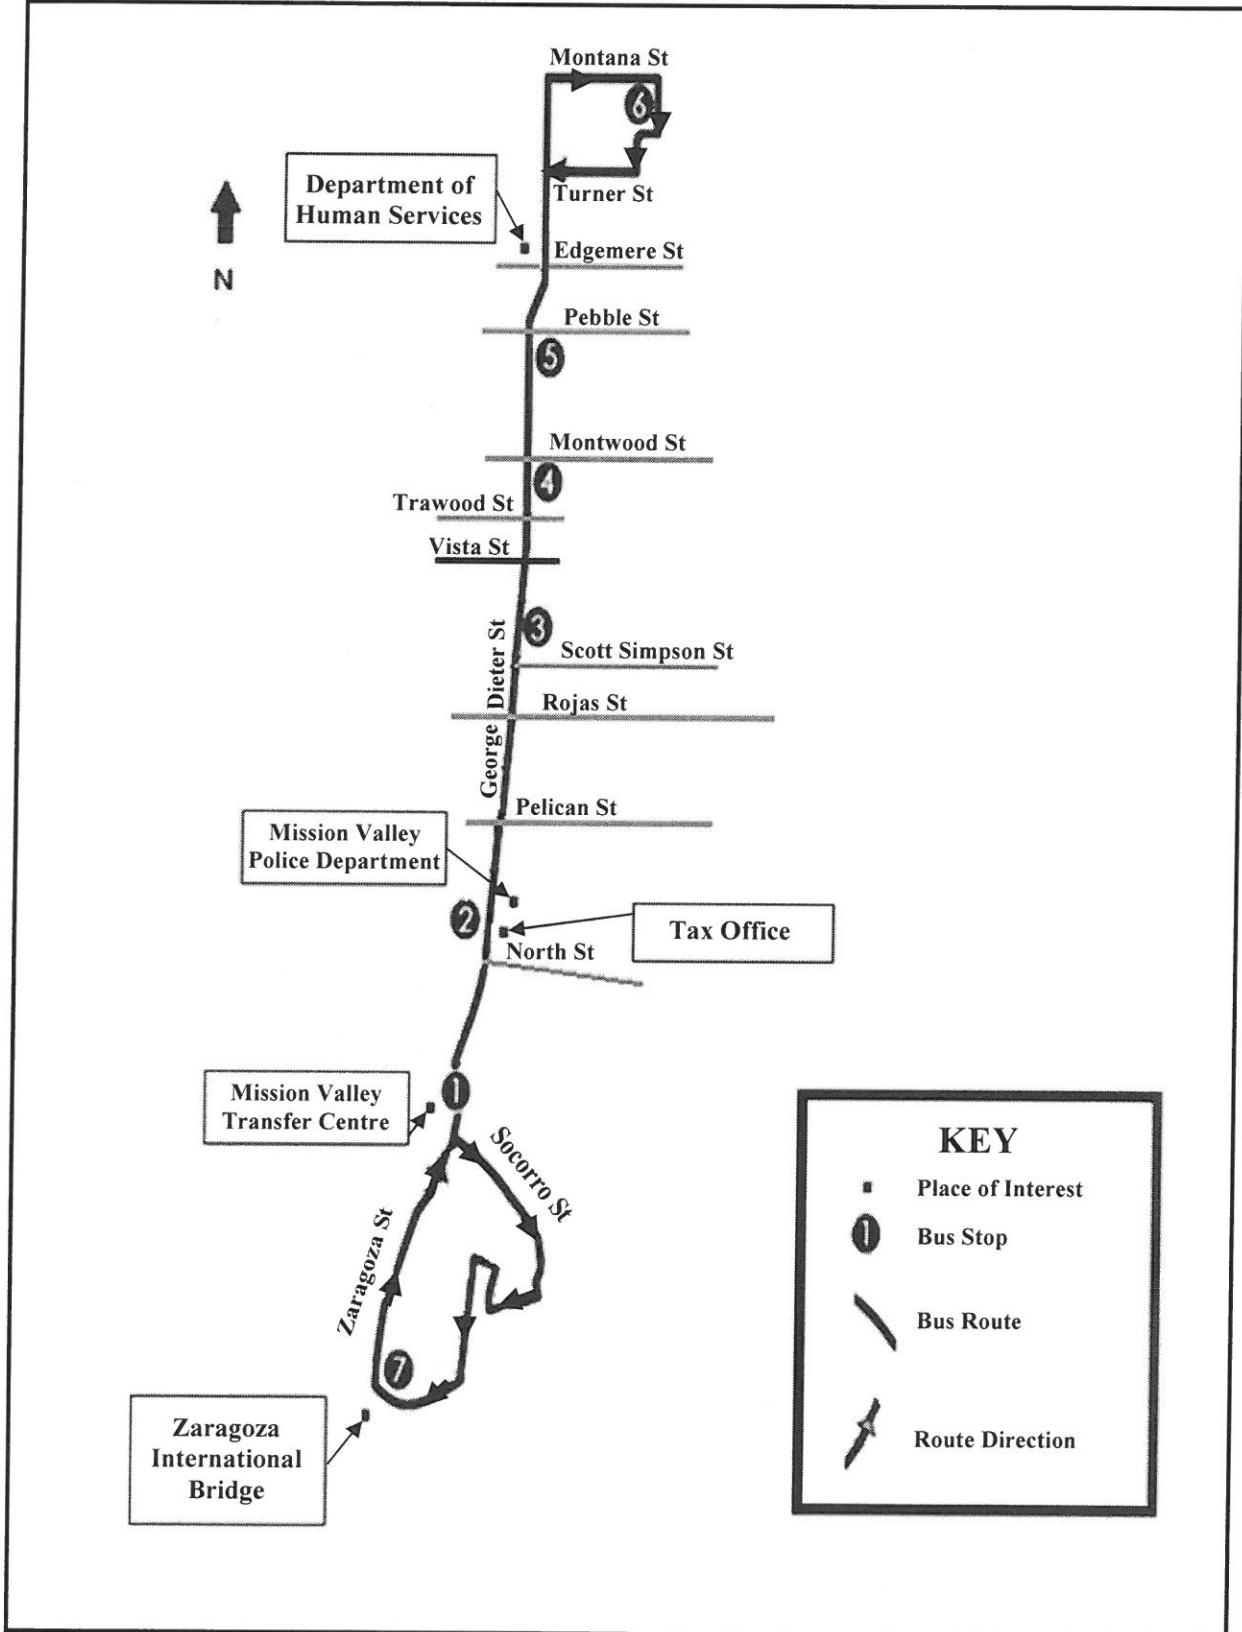 Montana St
6
Department of
Human Services
Turner St
N
Edgemere St
Pebble St
5
Montwood St
4
Trawood St
Vista St
3
Scott Simpson St
George Dieter St
Rojas St
Pelican St
Mission Valley
Police Department
2
Tax Office
North St
Mission Valley
Transfer Centre
1
Socorro St
Zaragoza St
7
Zaragoza
International
Bridge
KEY
Place of Interest
1
Bus Stop
Bus Route
Route Direction